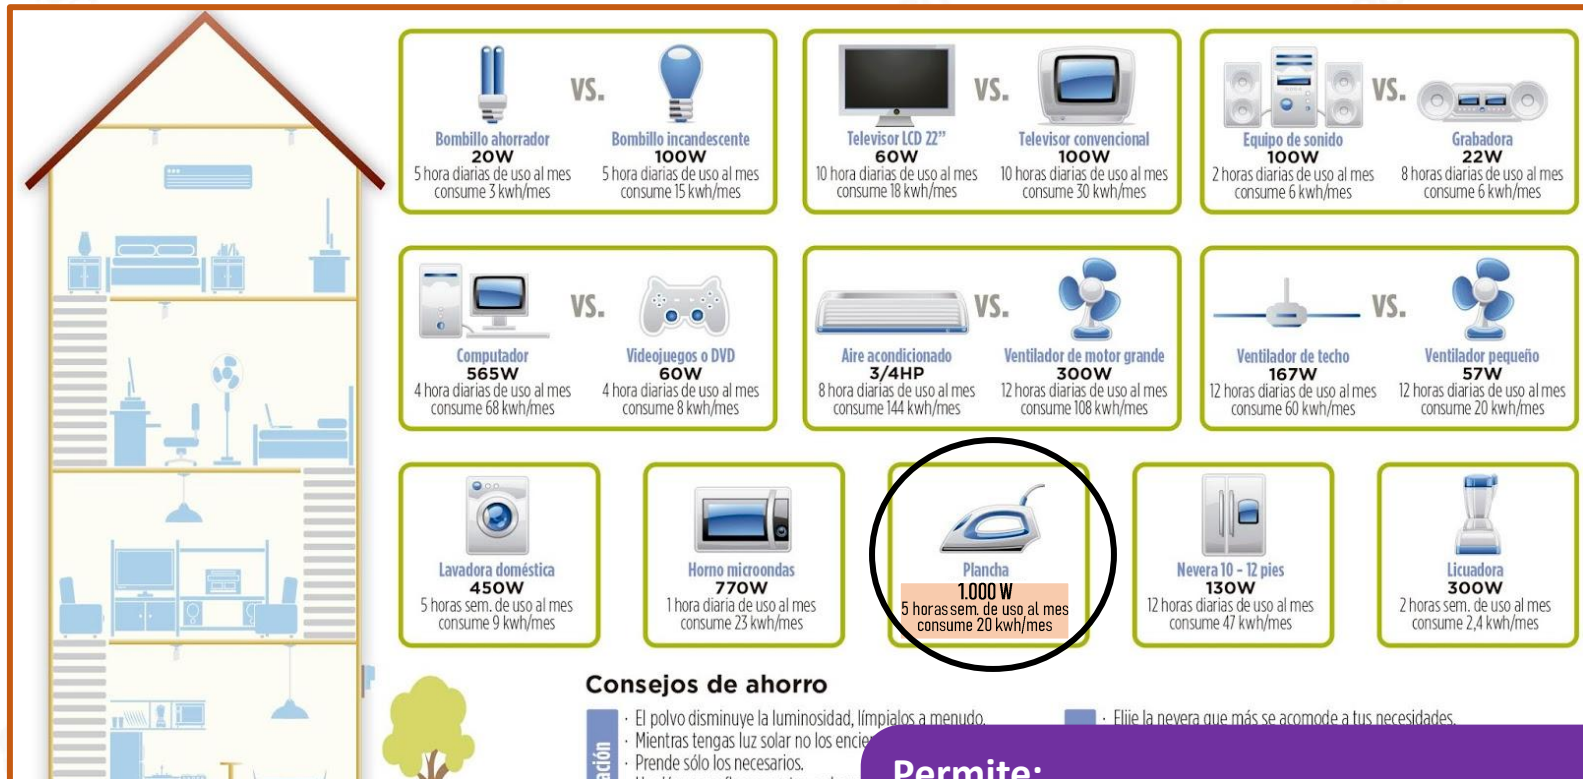 VS.
Bombillo ahorrador
20W
5 hora diarias de uso al mes
consume 3 kwh/mes
Bombillo incandescente
100W
5 hora diarias de uso al mes
consume 15 kwh/mes
VS.
Televisor LCD 22”
60W
10 hora diarias de uso al mes
consume 18 kwh/mes
Televisor convencional
100W
10 horas diarias de uso al mes
consume 30 kwh/mes
VS.
Equipo de sonido
100W
2 horas diarias de uso al mes
consume 6 kwh/mes
Grabadora
22W
8 horas diarias de uso al mes
consume 6 kwh/mes
VS.
Computador
565W
4 hora diarias de uso al mes
consume 68 kwh/mes
Videojuegos o DVD
60W
4 hora diarias de uso al mes
consume 8 kwh/mes
VS.
Aire acondicionado
3/4HP
8 hora diarias de uso al mes
consume 144 kwh/mes
Ventilador de motor grande
300W
12 horas diarias de uso al mes
consume 108 kwh/mes
VS.
Ventilador de techo
167W
12 horas diarias de uso al mes
consume 60 kwh/mes
Ventilador pequeño
57W
12 horas diarias de uso al mes
consume 20 kwh/mes
Lavadora doméstica
450W
5 horas sem. de uso al mes
consume 9 kwh/mes
Horno microondas
770W
1 hora diaria de uso al mes
consume 23 kwh/mes
Plancha
1.000 W
5 horas sem. de uso al mes
consume 20 kwh/mes
Nevera 10 - 12 pies
130W
12 horas diarias de uso al mes
consume 47 kwh/mes
Licuadora
300W
2 horas sem. de uso al mes
consume 2,4 kwh/mes
Consejos de ahorro
· El polvo disminuye la luminosidad, límpialos a menudo.
· Mientras tengas luz solar no los
· Prende sólo los necesarios.
· Elije la nevera que más se acomode a tus necesidades.
Permite: